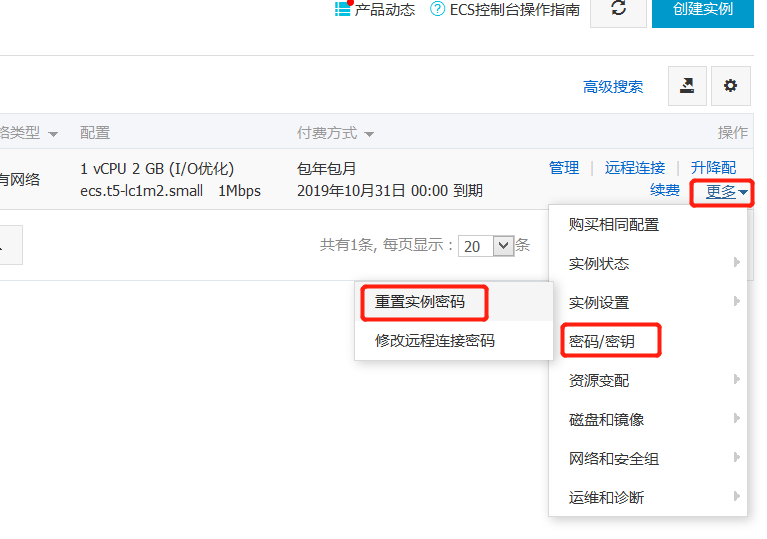 产品动态 ECS控制台操作指南 创建实例
高级搜索
络类型 配置 付费方式 操作
有网络 1 vCPU 2 GB (I/O优化) 包年包月 管理 | 远程连接 | 升降配
ecs.t5-lc1m2.small 1Mbps 2019年10月31日 00:00 到期 续费 更多
共有1条, 每页显示：20 条
购买相同配置
实例状态
重置实例密码
实例设置
修改远程连接密码
密码/密钥
资源变配
磁盘和镜像
网络和安全组
运维和诊断